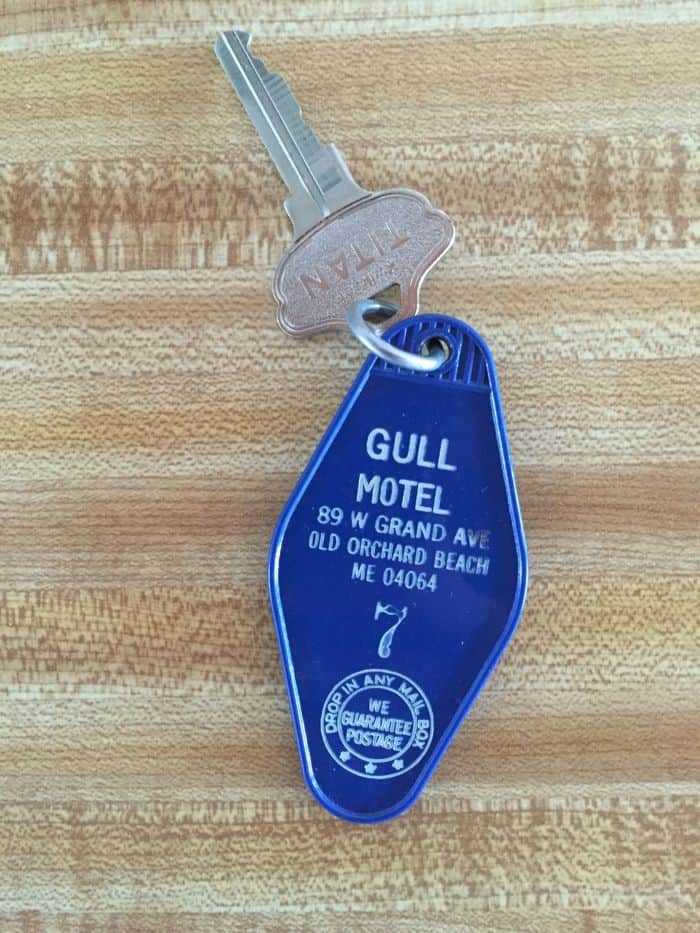 TITAN
GULL
MOTEL
89 W GRAND AVE
OLD ORCHARD BEACH
ME 04064
7
DROP IN ANY MAIL BOX
WE
GUARANTEE
POSTAGE